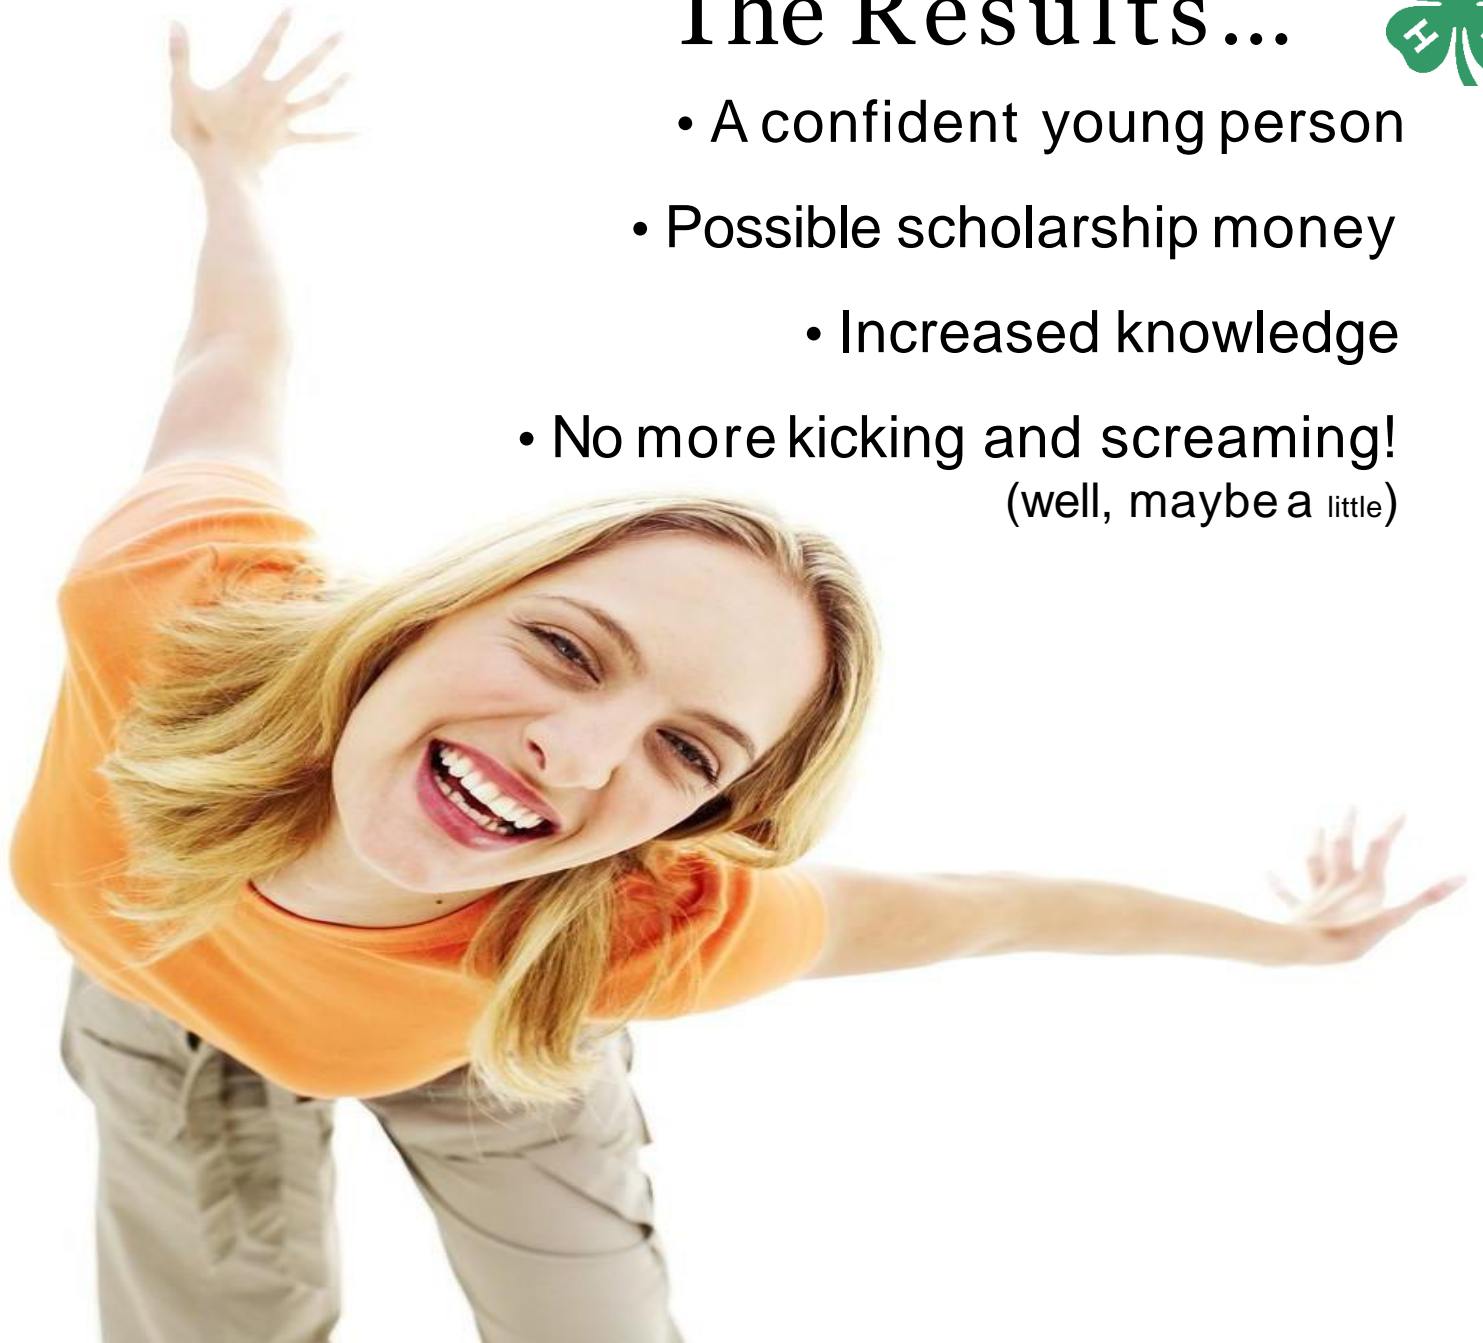 The Results...
H
• A confident young person
• Possible scholarship money
• Increased knowledge
• No more kicking and screaming!
(well, maybe a little)